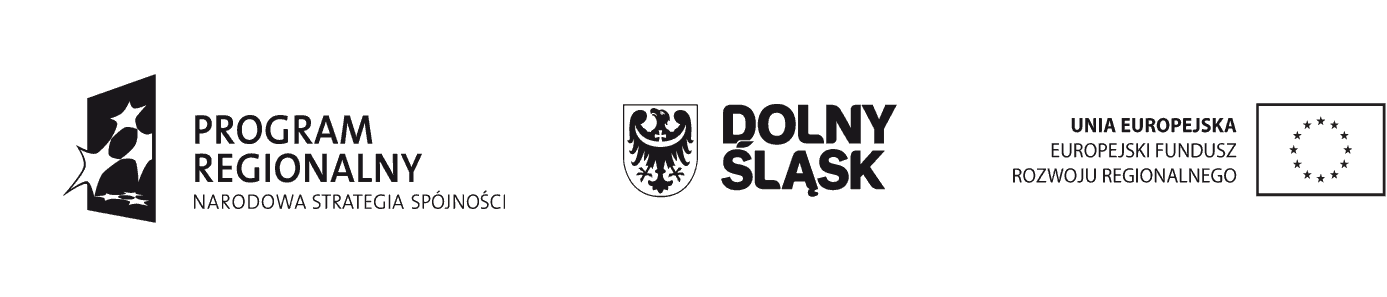 PROGRAM
REGIONALNY
NARODOWA STRATEGIA SPÓJNOŚCI
DOLNY
ŚLĄSK
UNIA EUROPEJSKA
EUROPEJSKI FUNDUSZ
ROZWOJU REGIONALNEGO